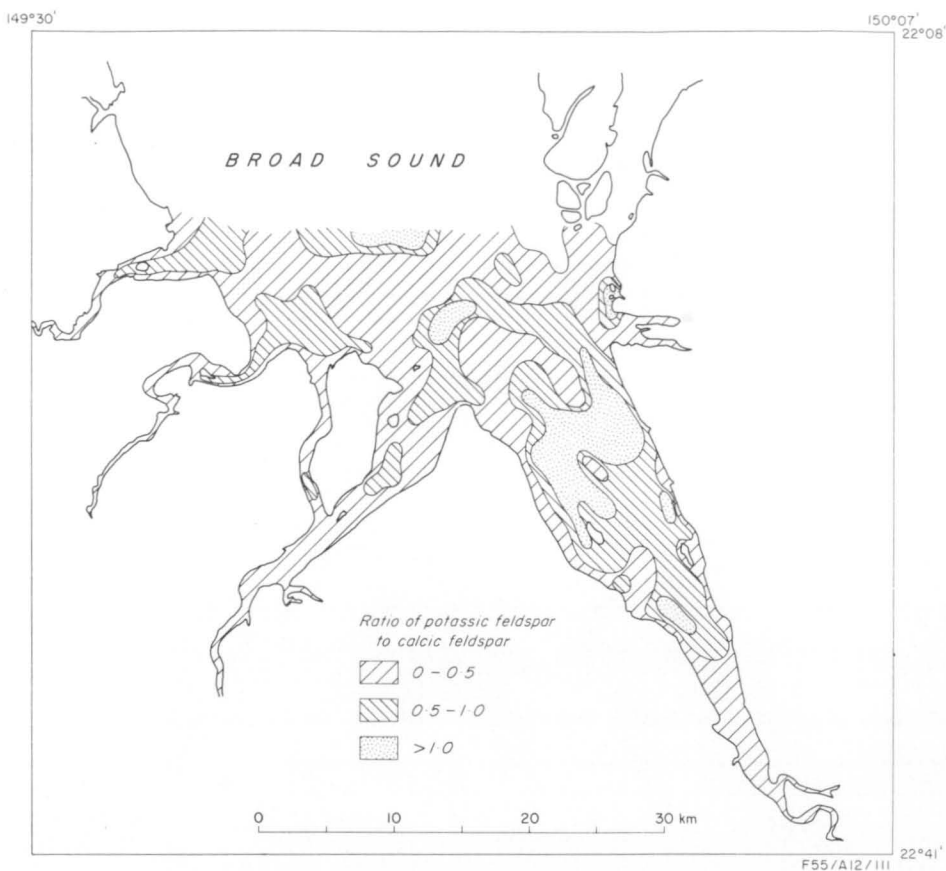 149°30'
150°07'
22°08'
BROAD SOUND
Ratio of potassic feldspar
to calcic feldspar
0-0·5
0·5-1·0
>1·0
0 10 20 30 km
22°41'
F55/A12/111